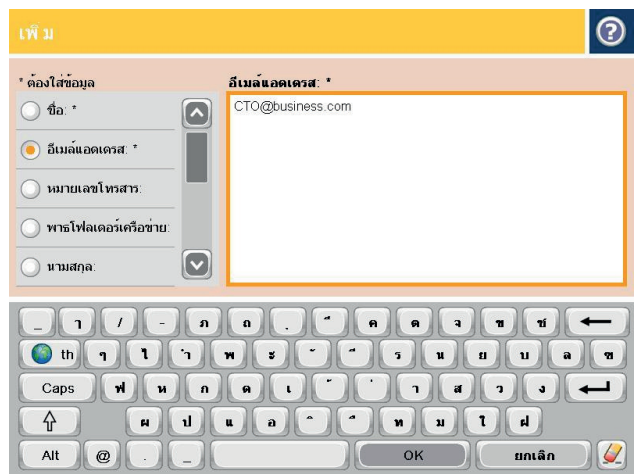 เพิ่ม
* ต้องใส่ข้อมูล
อีเมล์แอดเดรส: *
ชื่อ: *
CTO@business.com
อีเมล์แอดเดรส: *
หมายเลขโทรสาร:
พาธโฟลเดอร์เครือข่าย:
นามสกุล:
_ ๅ / - ภ ถ . ั ค ต จ ข ช
th ๆ ไ ำ พ ะ ร น ย บ ล ฃ
Caps ฟ ห ก ด เ า ส ว ง
ผ ป แ อ ท ม ใ ฝ
Alt @ . _ OK ยกเลิก